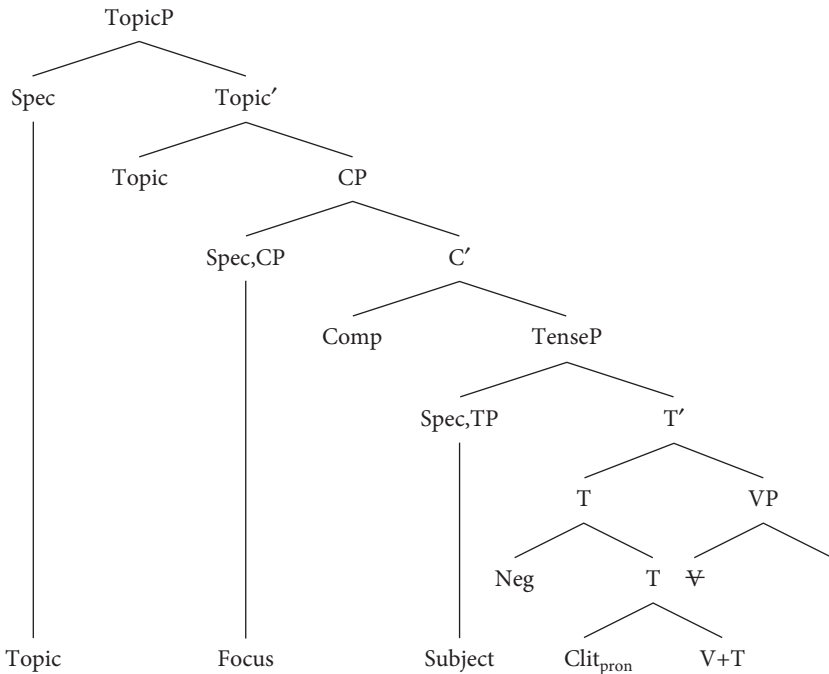 TopicP
Spec Topic′
Topic CP
Spec,CP C′
Comp TenseP
Spec,TP T′
T VP
Neg T V
Topic Focus Subject Clitpron V+T